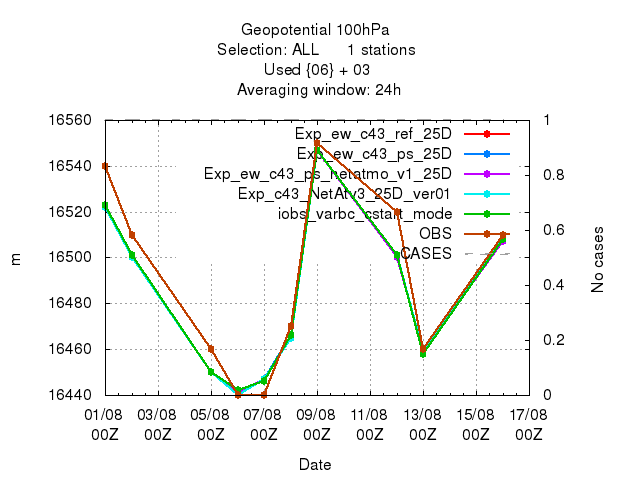 Geopotential 100hPa
Selection: ALL 1 stations
Used {06} + 03
Averaging window: 24h
16560
16540
16520
16500
16480
16460
16440
m
1
0.8
0.6
0.4
0.2
0
No cases
Exp_ew_c43_ref_25D
Exp_ew_c43_ps_25D
Exp_ew_c43_ps_netatmo_v1_25D
Exp_c43_NetAtv3_25D_ver01
iobs_varbc_cstart_mode
OBS
CASES
01/08 03/08 05/08 07/08 09/08 11/08 13/08 15/08 17/08
00Z 00Z 00Z 00Z 00Z 00Z 00Z 00Z 00Z
Date